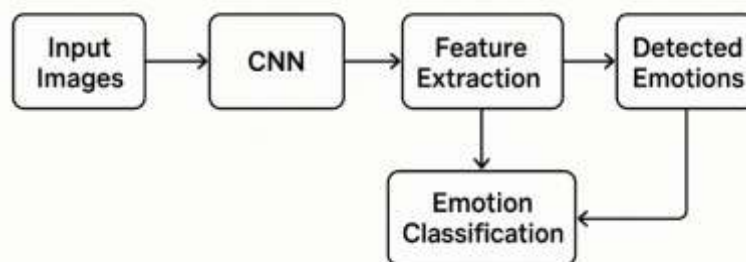 Input
Images
CNN
Feature
Extraction
Detected
Emotions
Emotion
Classification